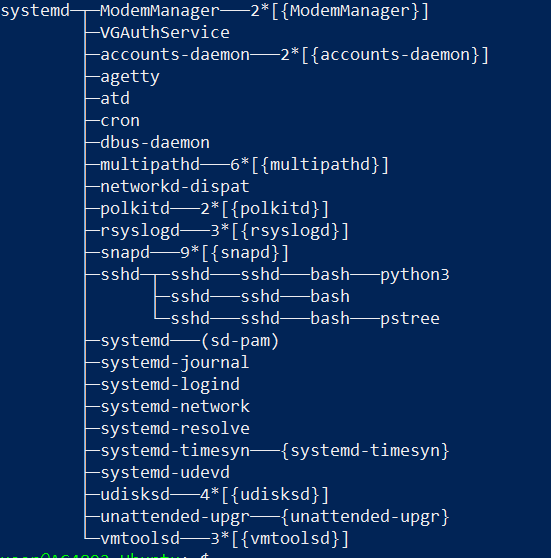 systemd─┬─ModemManager───2*[{ModemManager}]
        ├─VGAuthService
        ├─accounts-daemon───2*[{accounts-daemon}]
        ├─agetty
        ├─atd
        ├─cron
        ├─dbus-daemon
        ├─multipathd───6*[{multipathd}]
        ├─networkd-dispat
        ├─polkitd───2*[{polkitd}]
        ├─rsyslogd───3*[{rsyslogd}]
        ├─snapd───9*[{snapd}]
        ├─sshd─┬─sshd───sshd───bash───python3
        │      ├─sshd───sshd───bash
        │      └─sshd───sshd───bash───pstree
        ├─systemd───(sd-pam)
        ├─systemd-journal
        ├─systemd-logind
        ├─systemd-network
        ├─systemd-resolve
        ├─systemd-timesyn───{systemd-timesyn}
        ├─systemd-udevd
        ├─udisksd───4*[{udisksd}]
        ├─unattended-upgr───{unattended-upgr}
        └─vmtoolsd───3*[{vmtoolsd}]